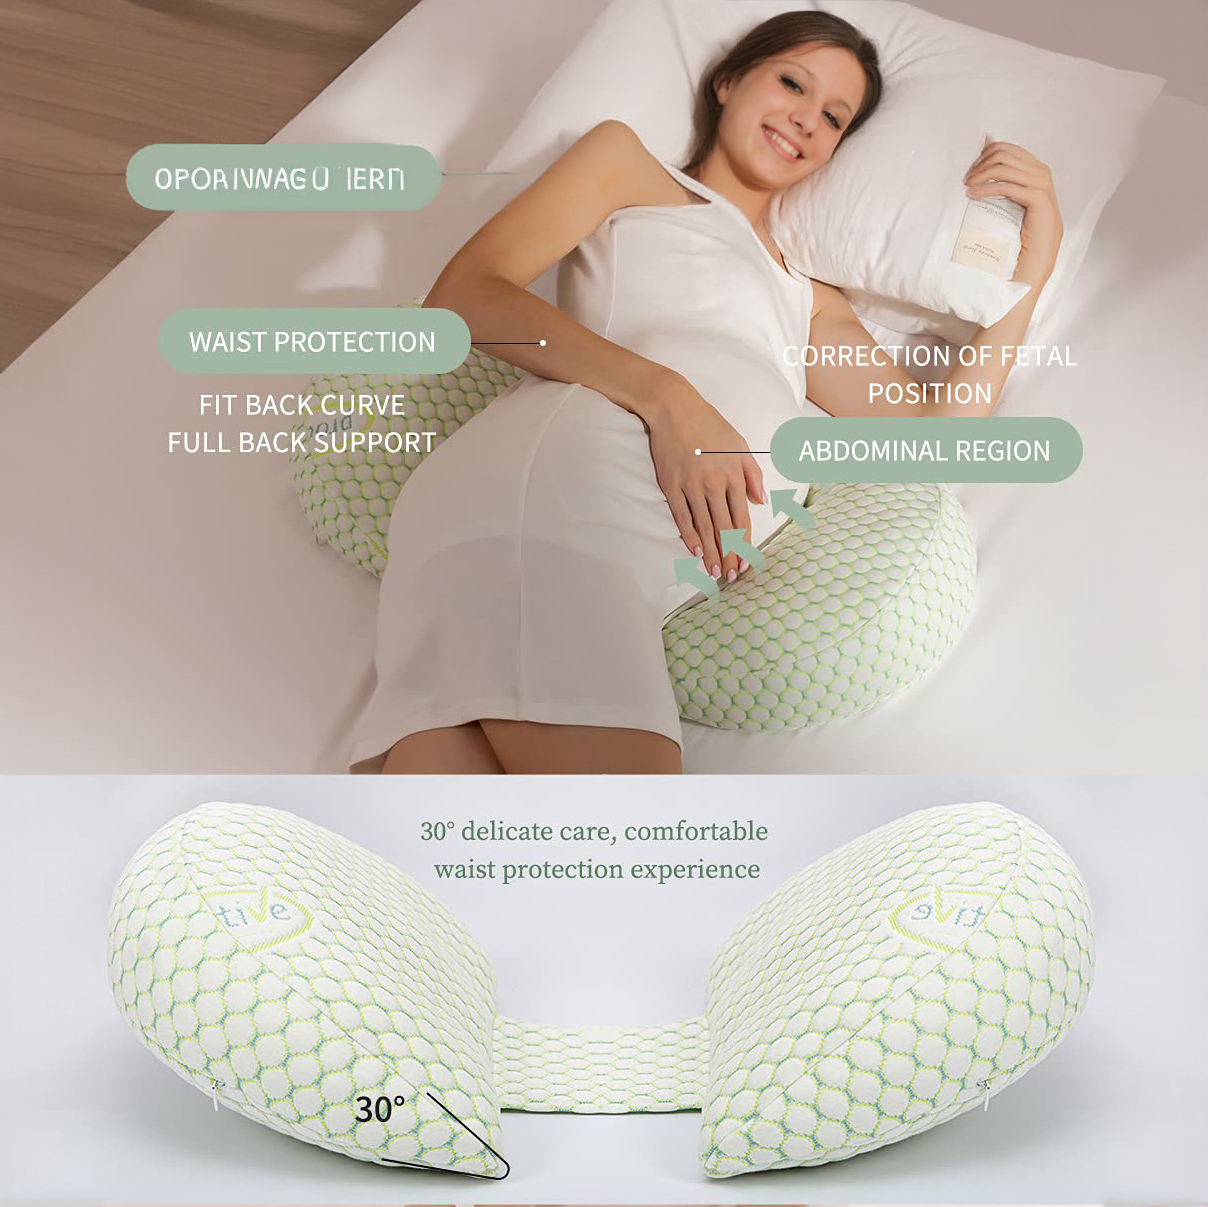 WAIST PROTECTION
FIT BACK CURVE
FULL BACK SUPPORT
CORRECTION OF FETAL
POSITION
ABDOMINAL REGION
30° delicate care, comfortable
waist protection experience
tive
30°